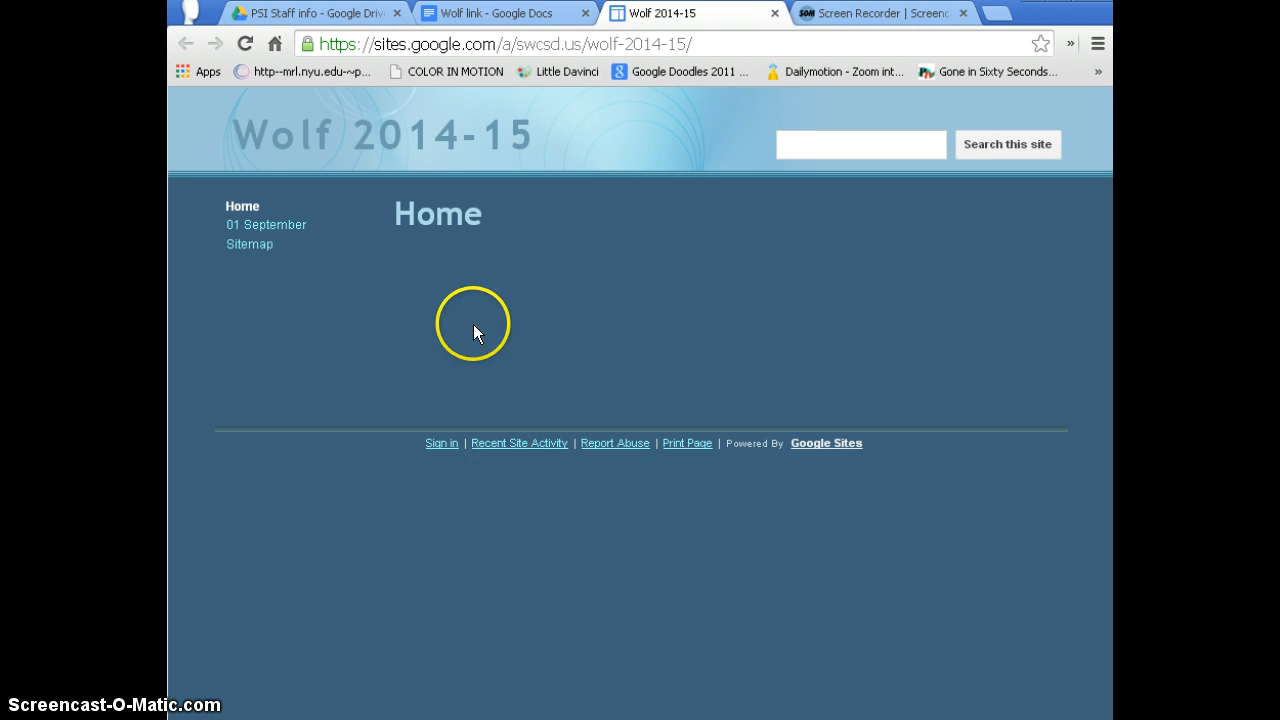 PSI Staff info - Google Driv
Wolf link - Google Docs
Wolf 2014-15
SOM Screen Recorder | Screenc
https://sites.google.com/a/swcsd.us/wolf-2014-15/
Apps
http--mrl.nyu.edu-~p...
COLOR IN MOTION
Little Davinci
Google Doodles 2011 ...
Dailymotion - Zoom int...
Gone in Sixty Seconds...
Wolf 2014-15
Search this site
Home
01 September
Sitemap
Home
Sign in | Recent Site Activity | Report Abuse | Print Page | Powered By Google Sites
Screencast-O-Matic.com